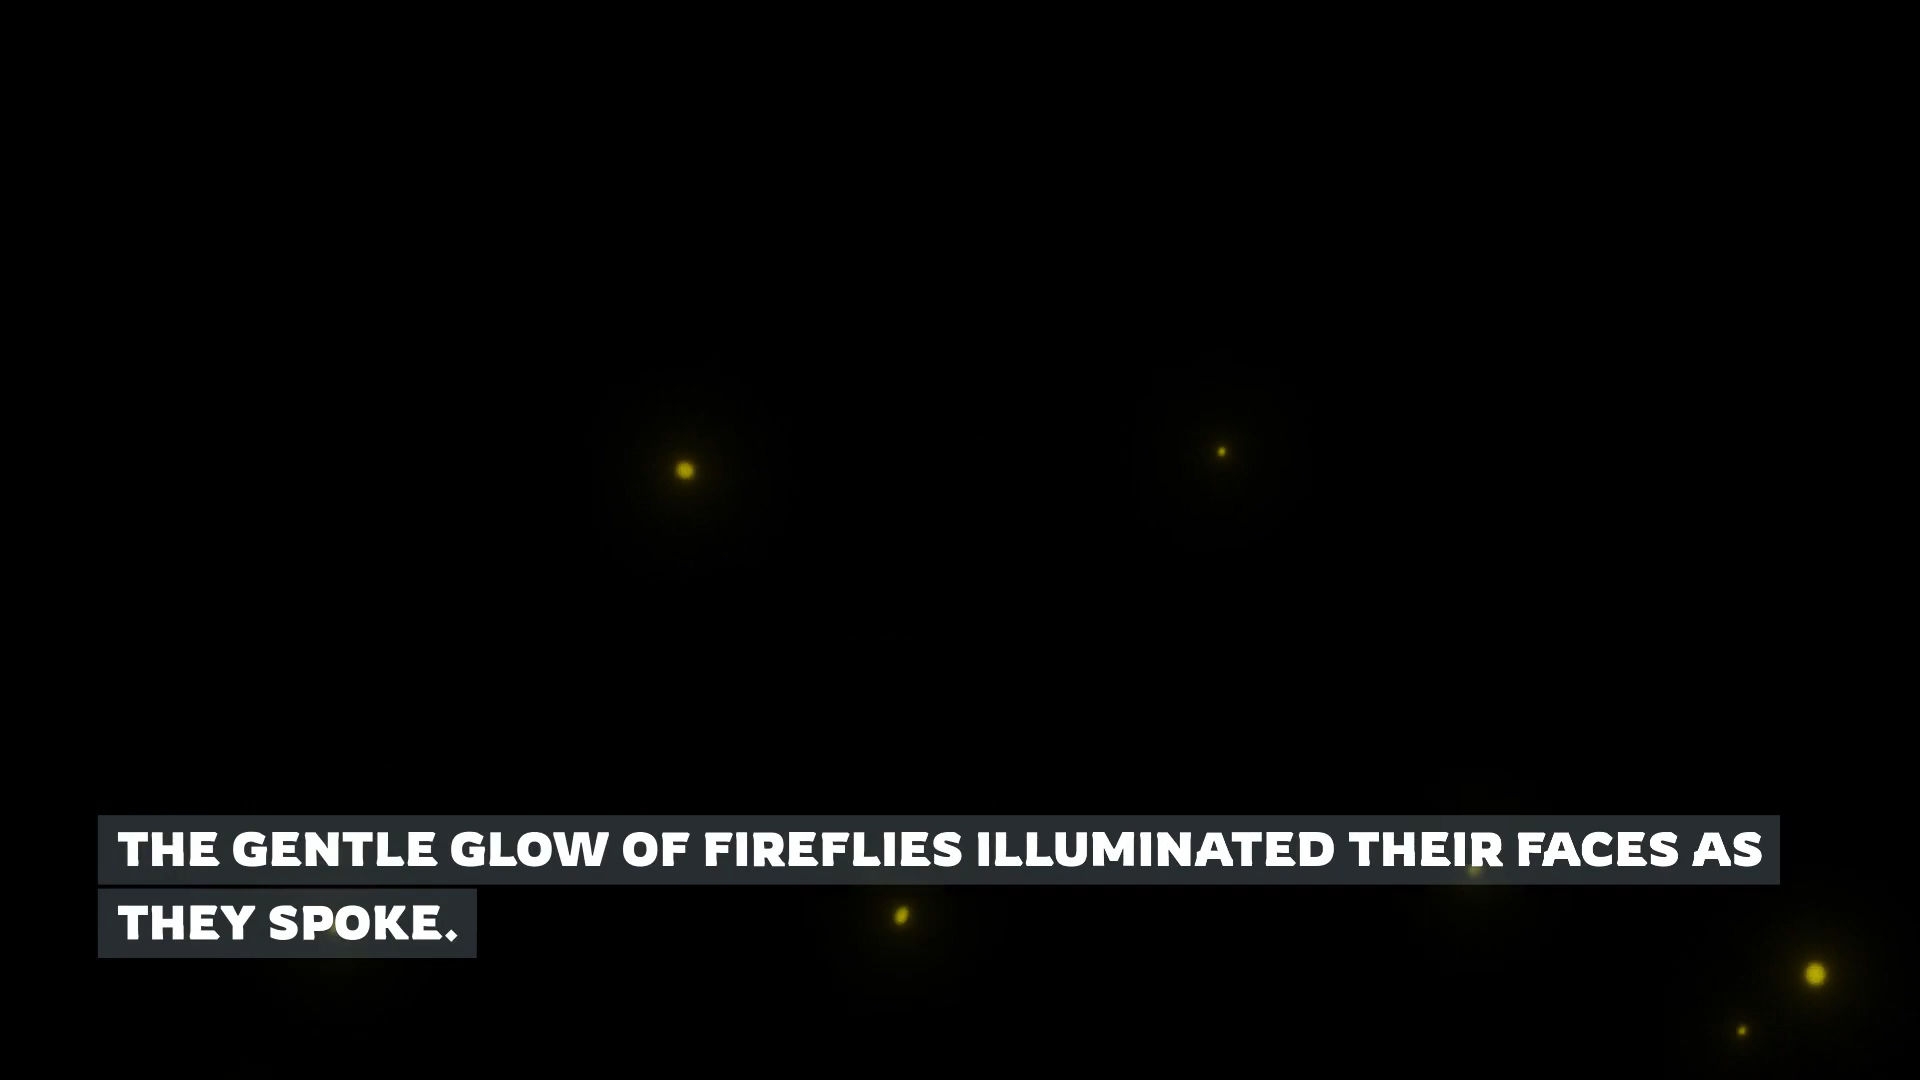 THE GENTLE GLOW OF FIREFLIES ILLUMINATED THEIR FACES AS
THEY SPOKE.